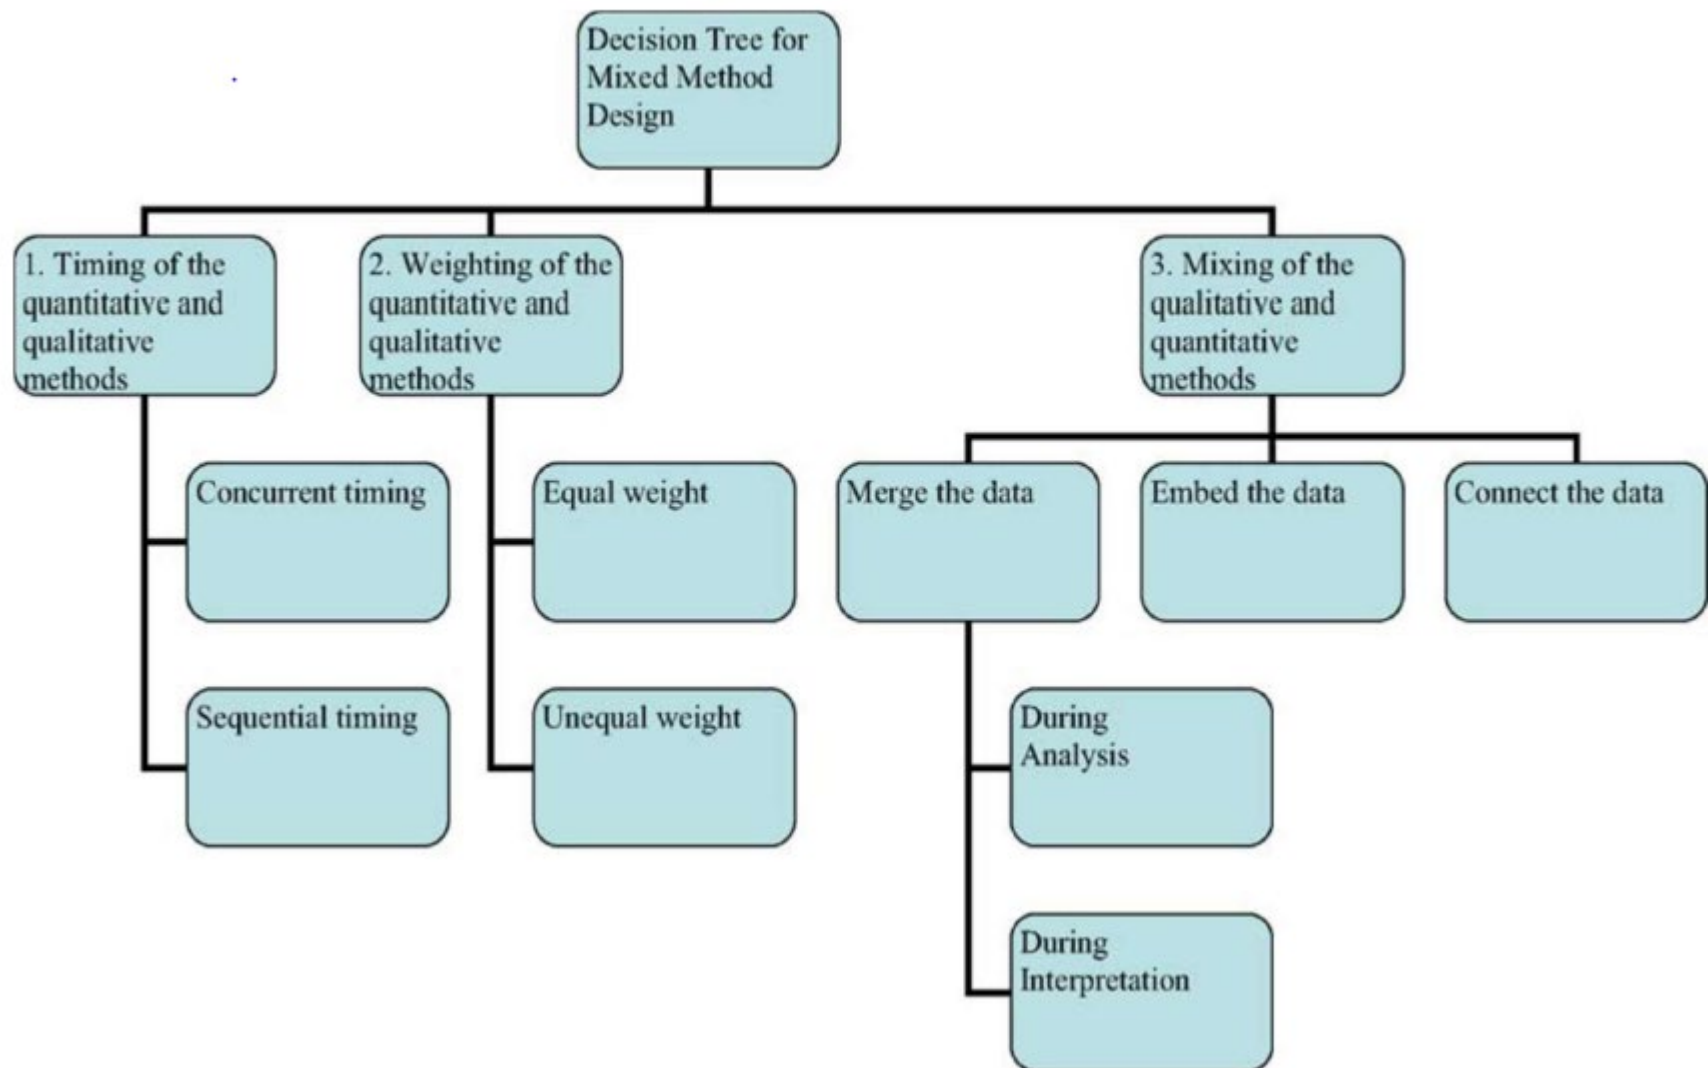 Decision Tree for
Mixed Method
Design
1. Timing of the
quantitative and
qualitative
methods
2. Weighting of the
quantitative and
qualitative
methods
3. Mixing of the
qualitative and
quantitative
methods
Concurrent timing
Equal weight
Merge the data
Embed the data
Connect the data
Sequential timing
Unequal weight
During
Analysis
During
Interpretation